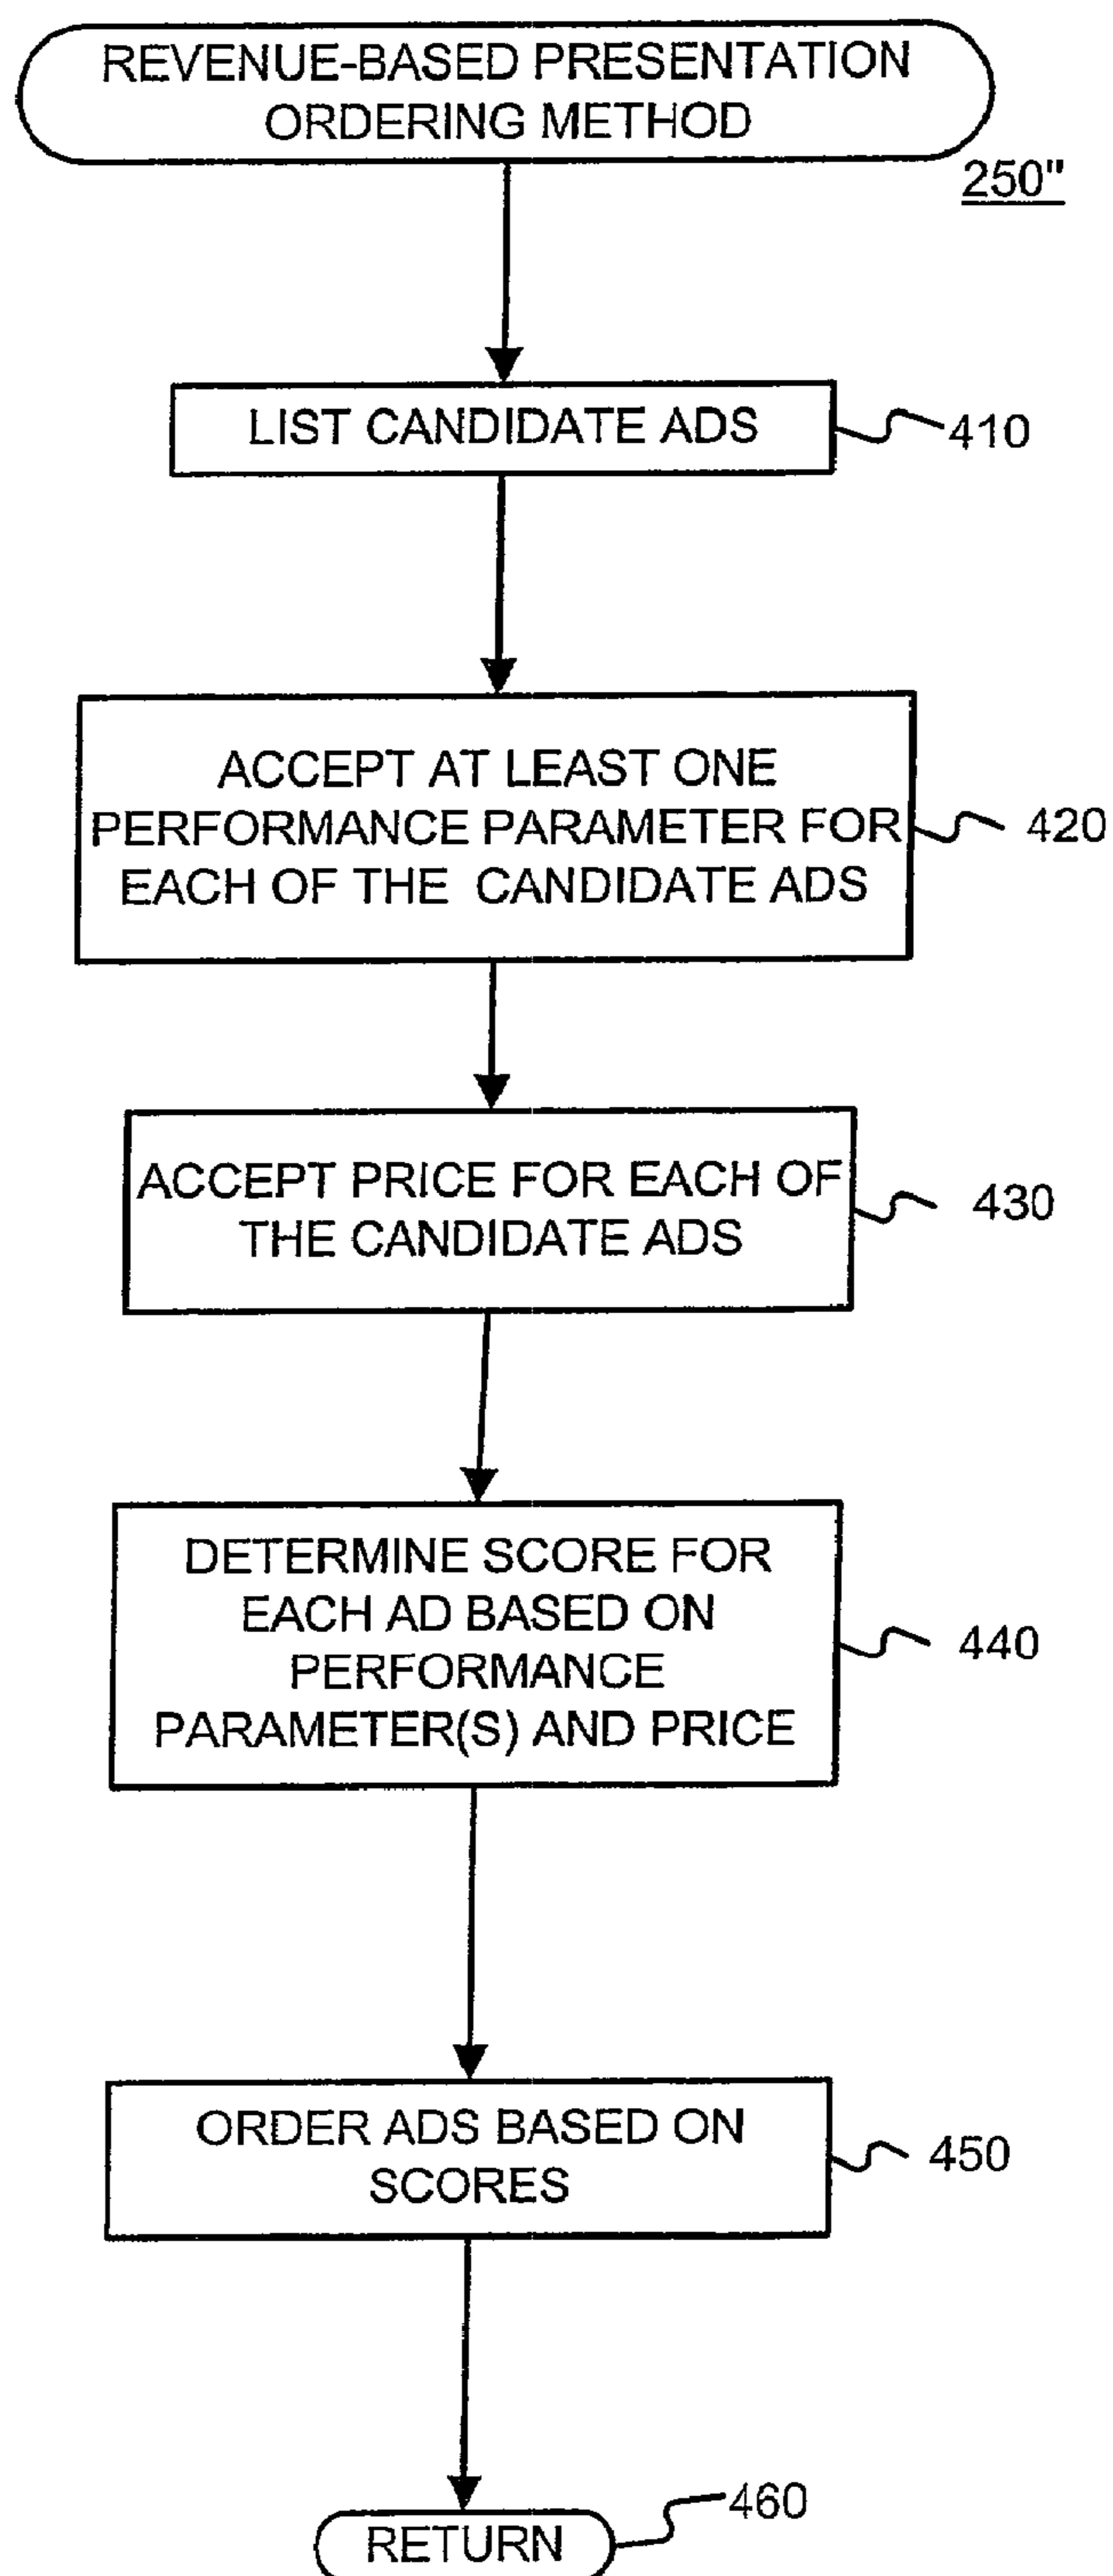 REVENUE-BASED PRESENTATION
ORDERING METHOD
250"
LIST CANDIDATE ADS
410
ACCEPT AT LEAST ONE
PERFORMANCE PARAMETER FOR
EACH OF THE CANDIDATE ADS
420
ACCEPT PRICE FOR EACH OF
THE CANDIDATE ADS
430
DETERMINE SCORE FOR
EACH AD BASED ON
PERFORMANCE
PARAMETER(S) AND PRICE
440
ORDER ADS BASED ON
SCORES
450
RETURN
460